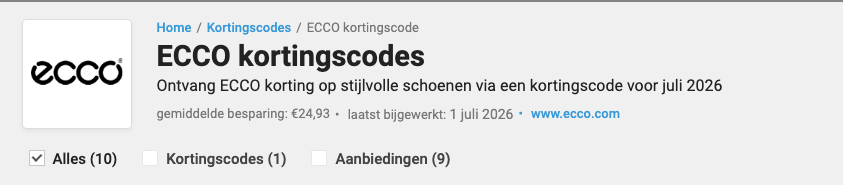 ecco®
Home / Kortingscodes / ECCO kortingscode
ECCO kortingscodes
Ontvang ECCO korting op stijlvolle schoenen via een kortingscode voor juli 2026
gemiddelde besparing: €24,93 • laatst bijgewerkt: 1 juli 2026 • www.ecco.com
Alles (10) Kortingscodes (1) Aanbiedingen (9)